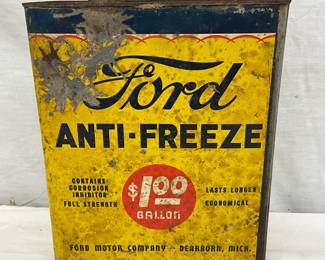 Ford
ANTI-FREEZE
CONTAINS
CORROSION
INHIBITOR
FULL STRENGTH
$1.00
GALLON
LASTS LONGER
ECONOMICAL
FORD MOTOR COMPANY - DEARBORN, MICH.